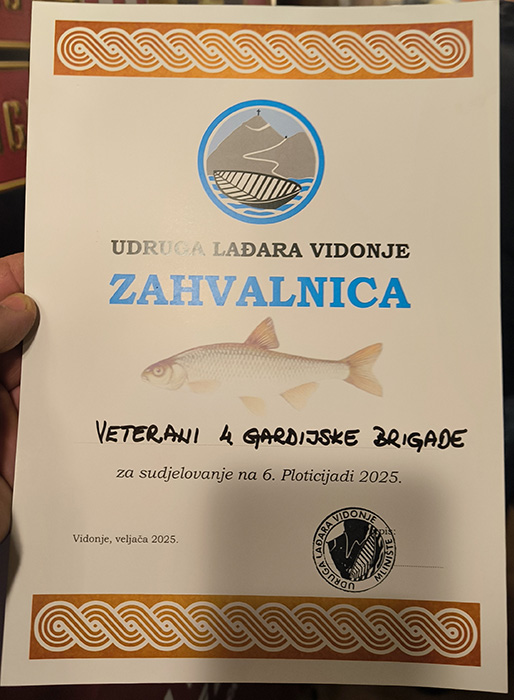 UDRUGA LAĐARA VIDONJE
ZAHVALNICA
VETERANI 4 GARDIJSKE BRIGADE
za sudjelovanje na 6. Ploticijadi 2025.
Vidonje, veljača 2025.
UDRUGA LAĐARA VIDONJE
MLINIŠTE